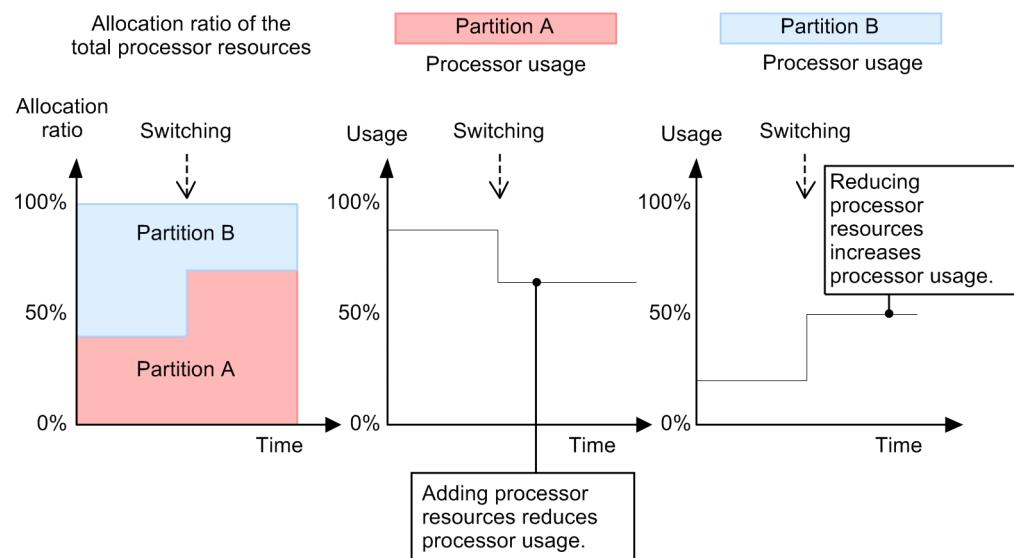 Allocation ratio of the
total processor resources
Partition A
Processor usage
Partition B
Processor usage
Allocation
ratio
Switching
100%
50%
0%
Partition B
Partition A
Time
Usage
Switching
100%
50%
0%
Time
Adding processor
resources reduces
processor usage.
Usage
Switching
100%
50%
0%
Time
Reducing
processor
resources
increases
processor usage.